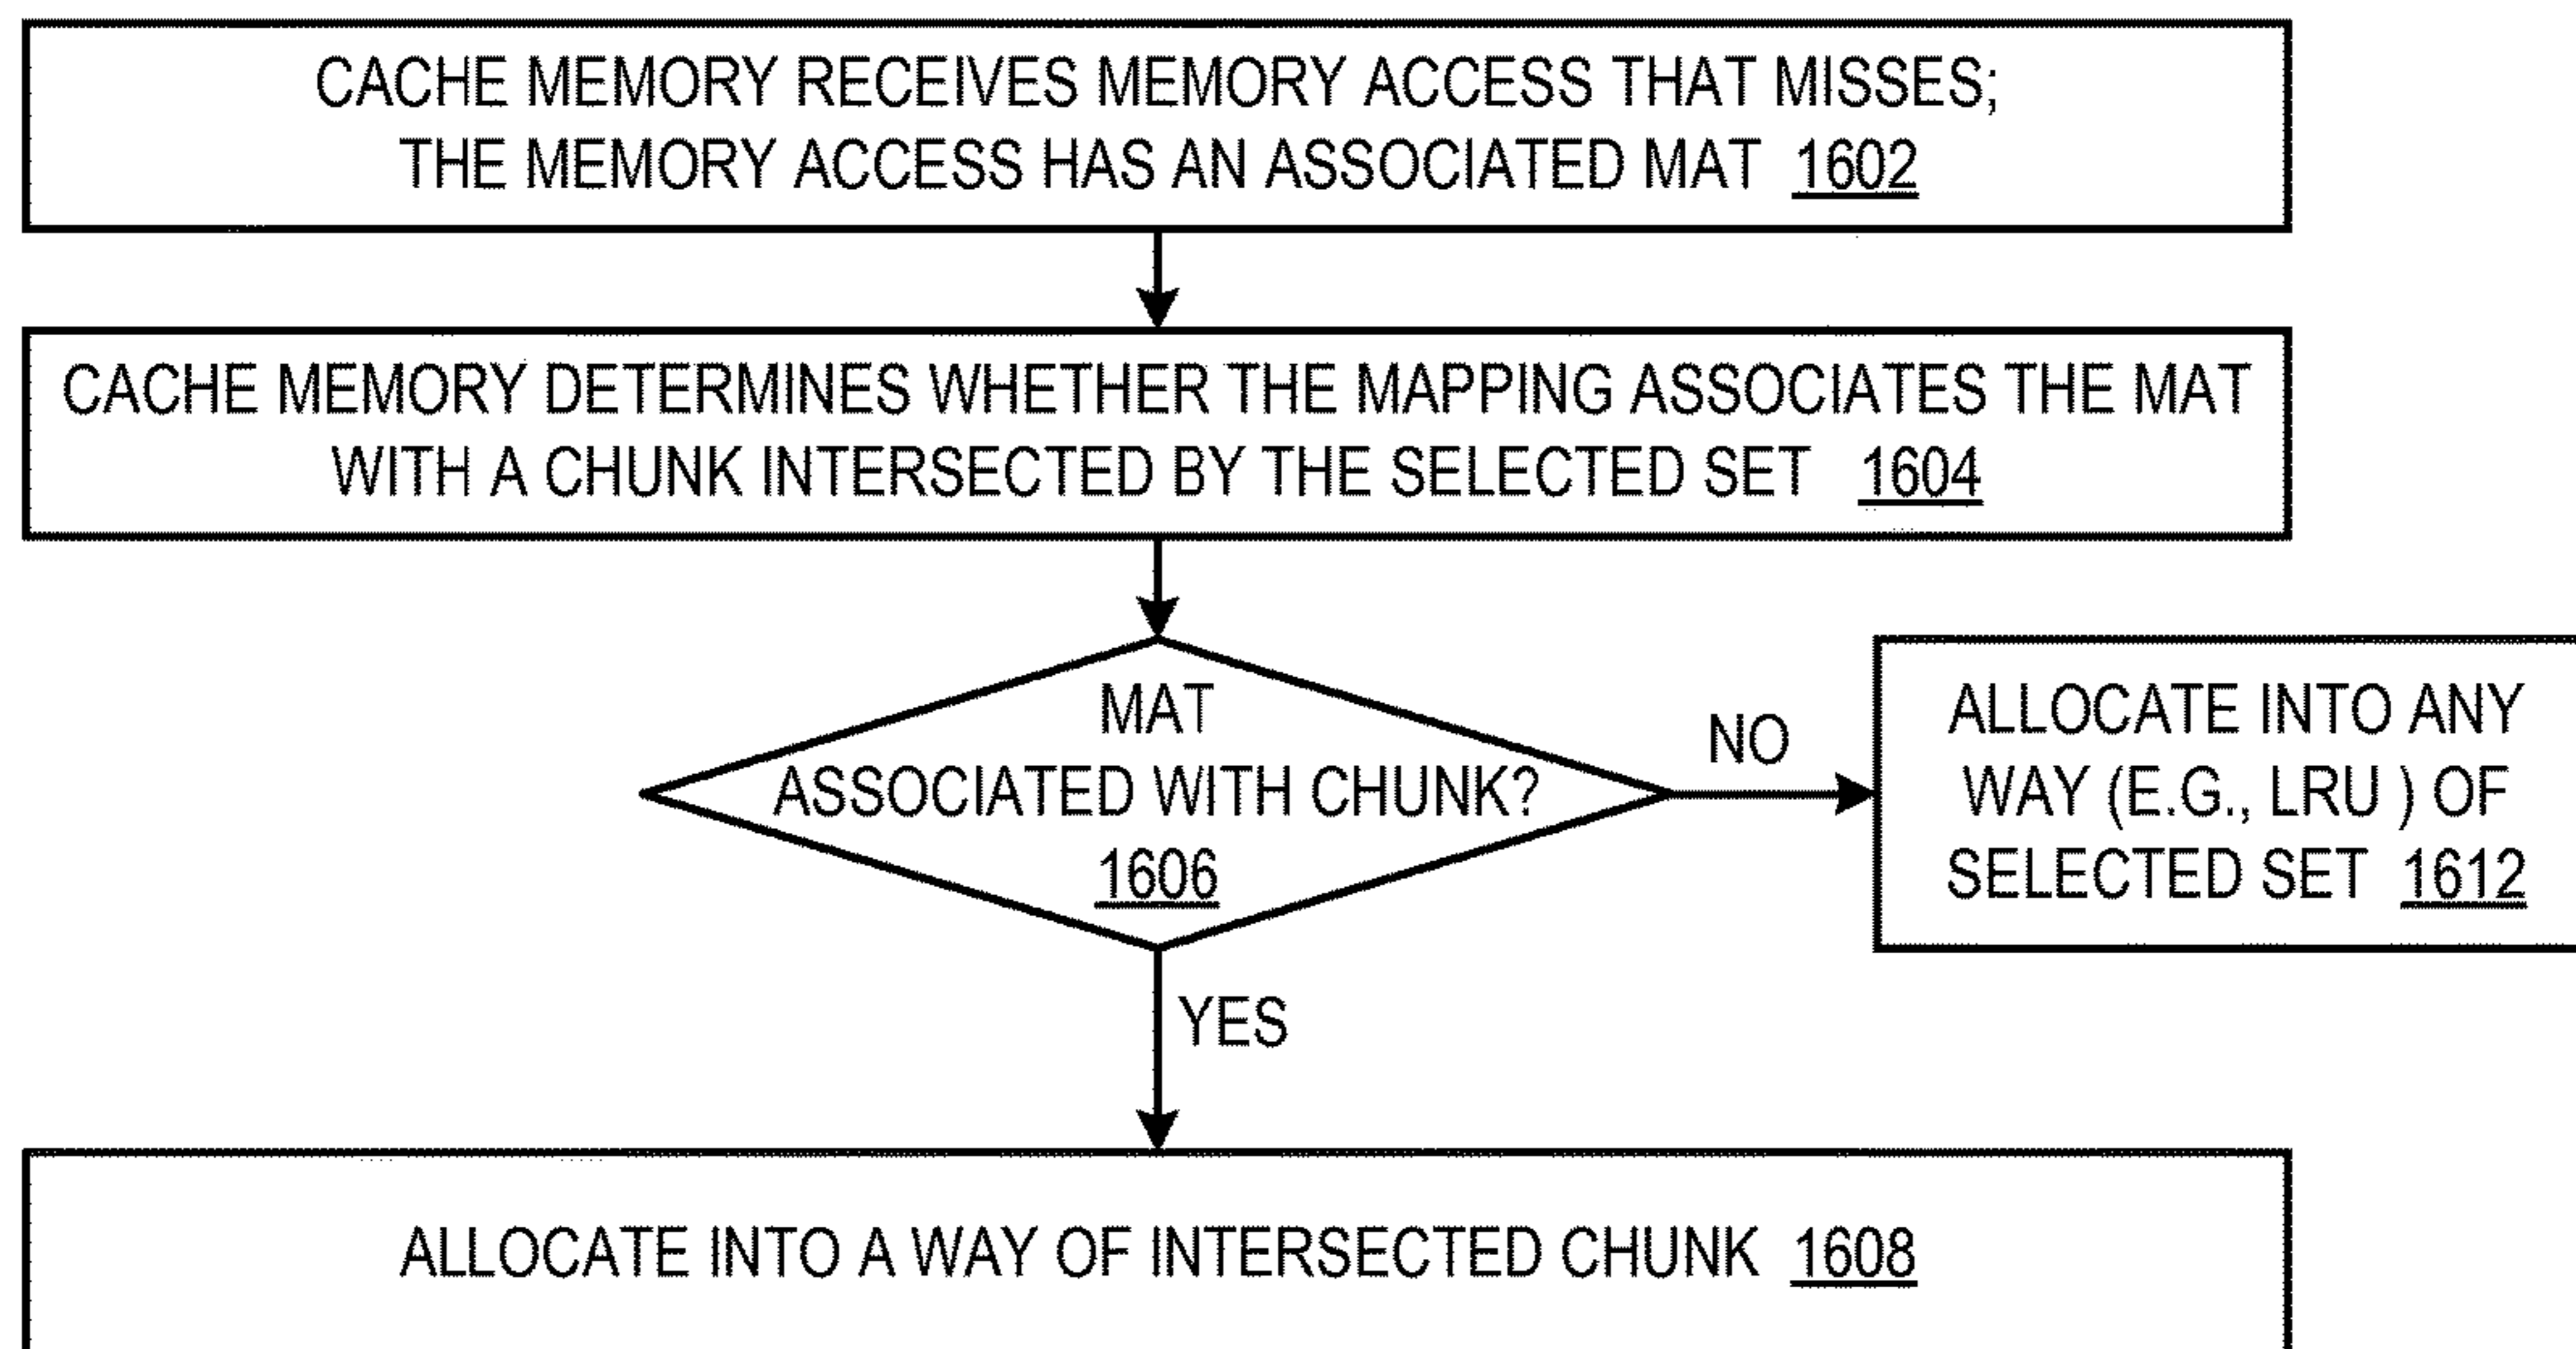 CACHE MEMORY RECEIVES MEMORY ACCESS THAT MISSES;
THE MEMORY ACCESS HAS AN ASSOCIATED MAT 1602
CACHE MEMORY DETERMINES WHETHER THE MAPPING ASSOCIATES THE MAT
WITH A CHUNK INTERSECTED BY THE SELECTED SET 1604
MAT
ASSOCIATED WITH CHUNK?
1606
NO
ALLOCATE INTO ANY
WAY (E.G., LRU ) OF
SELECTED SET 1612
YES
ALLOCATE INTO A WAY OF INTERSECTED CHUNK 1608